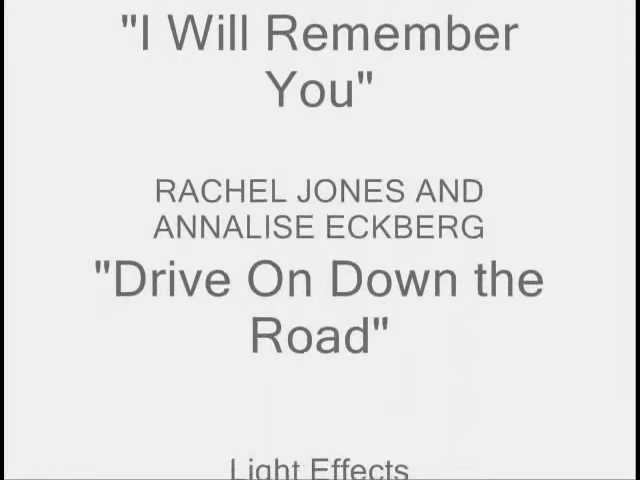 "I Will Remember
You"
RACHEL JONES AND
ANNALISE ECKBERG
"Drive On Down the
Road"
Light Effects